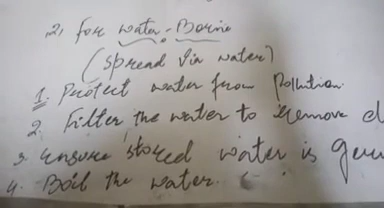 2, for water-Borne
(spread via water)
1. Protect water from Pollution.
2. Filter the water to remove d
3. ensure stored water is
4. Boil the water.